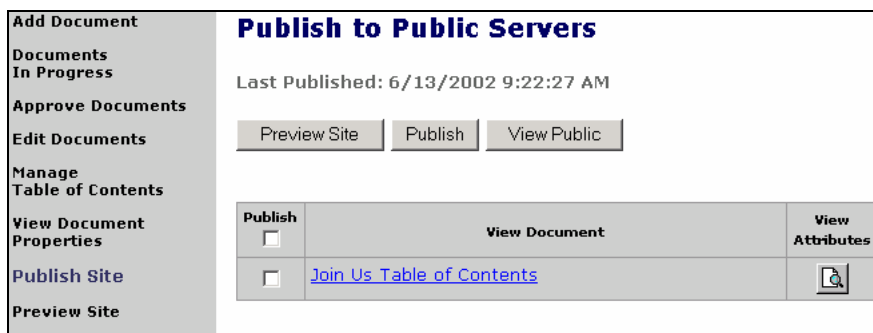 Add Document
Documents
In Progress
Approve Documents
Edit Documents
Manage
Table of Contents
View Document
Properties
Publish Site
Preview Site
Publish to Public Servers
Last Published: 6/13/2002 9:22:27 AM
Preview Site Publish View Public
Publish View Document View
Attributes
Join Us Table of Contents